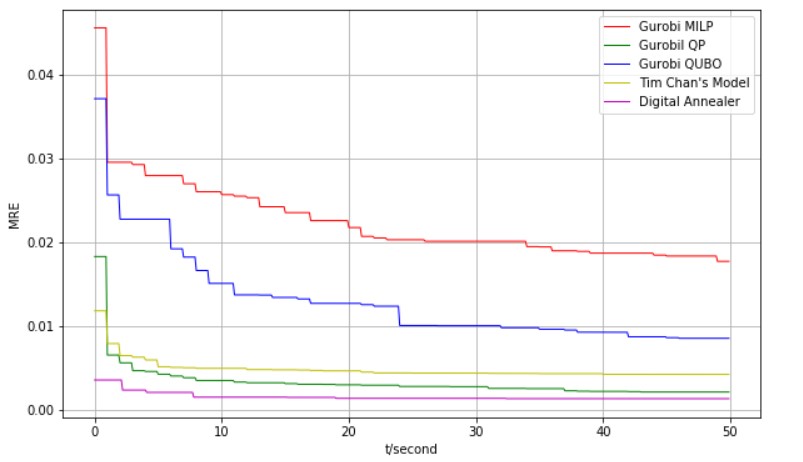 Gurobi MILP
Gurobil QP
Gurobi QUBO
Tim Chan's Model
Digital Annealer
0.04
0.03
0.02
0.01
0.00
MRE
0 10 20 30 40 50
t/second